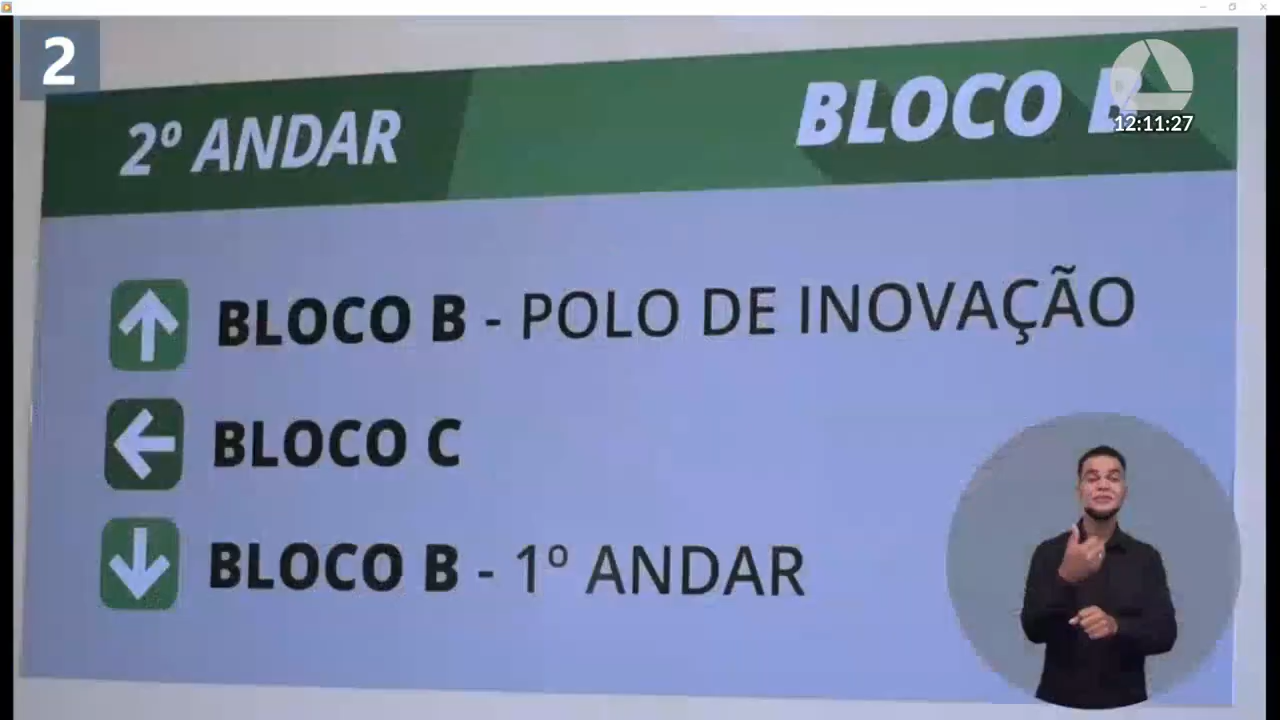 2
2º ANDAR
BLOCO B
12:11:27
BLOCO B - POLO DE INOVAÇÃO
BLOCO C
BLOCO B - 1º ANDAR